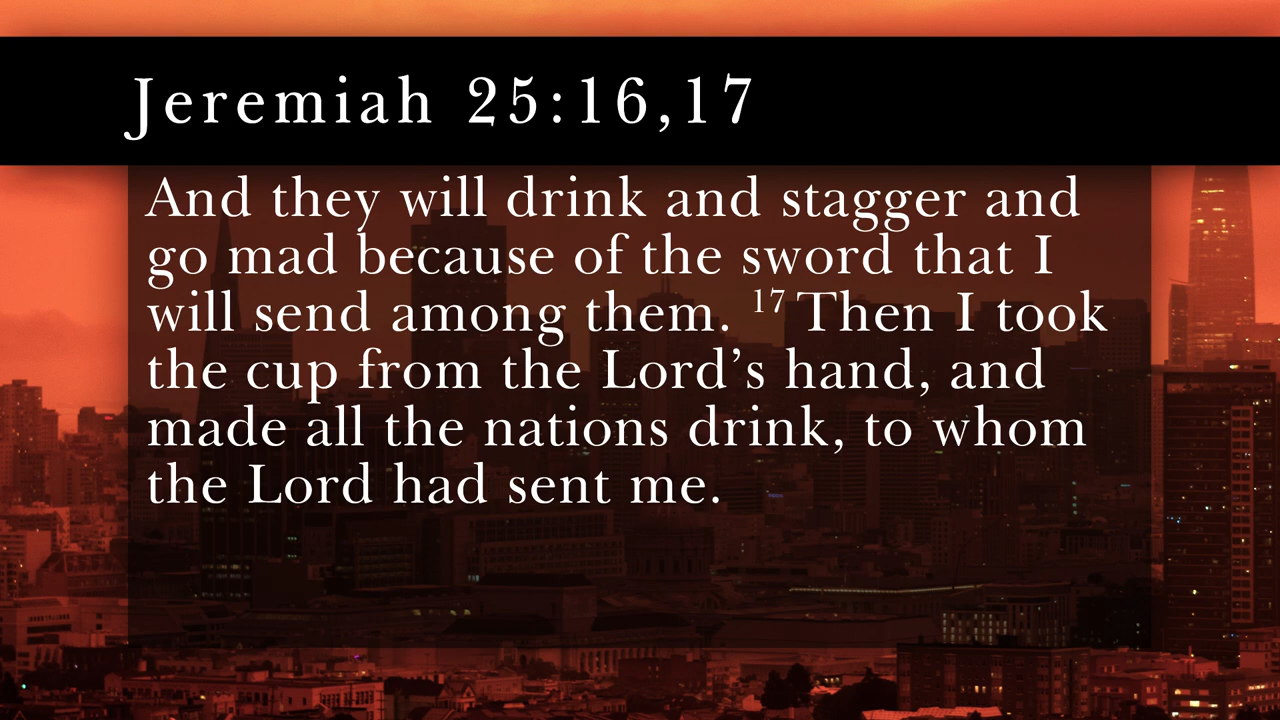 Jeremiah 25:16,17
And they will drink and stagger and
go mad because of the sword that I
will send among them. 17 Then I took
the cup from the Lord’s hand, and
made all the nations drink, to whom
the Lord had sent me.